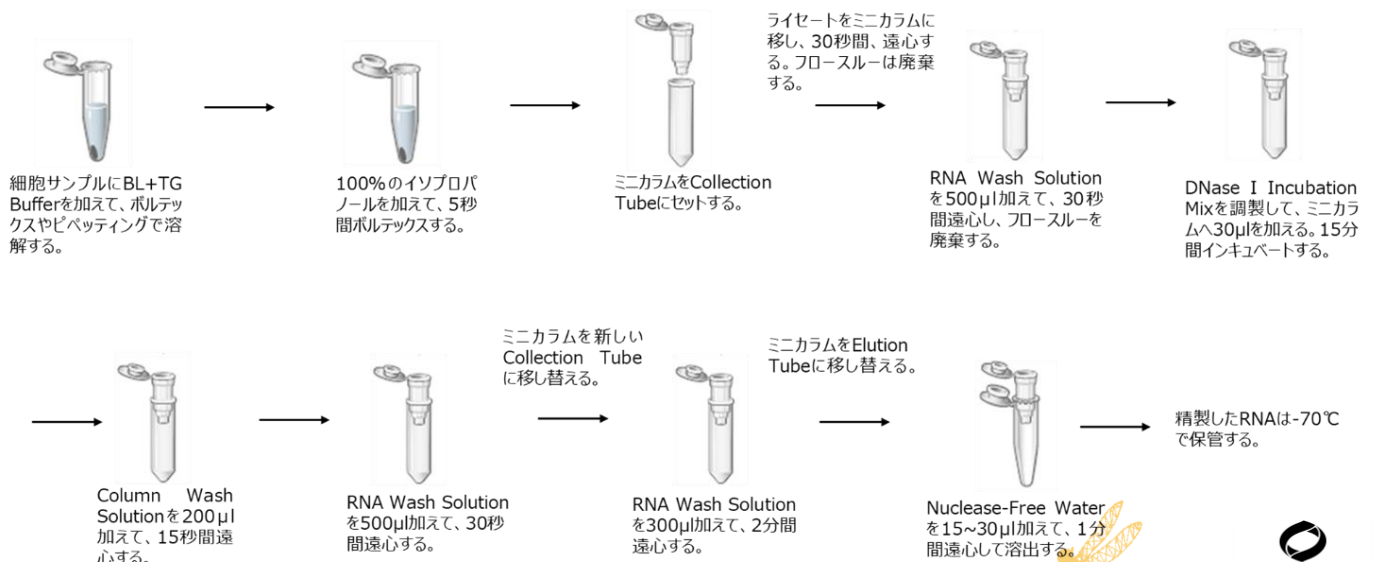 細胞サンプルにBL+TG
Bufferを加えて、ボルテッ
クスやピペッティングで溶
解する。
100%のイソプロパ
ノールを加えて、5秒
間ボルテックスする。
ミニカラムをCollection
Tubeにセットする。
ライセートをミニカラムに
移し、30秒間、遠心す
る。フロースルーは廃棄
する。
RNA Wash Solution
を500µl加えて、30秒
間遠心し、フロースルーを
廃棄する。
DNase I Incubation
Mixを調製して、ミニカラ
ムへ30µlを加える。15分
間インキュベートする。
Column Wash
Solutionを200µl
加えて、15秒間遠
心する。
RNA Wash Solution
を500µl加えて、30秒
間遠心する。
ミニカラムを新しい
Collection Tube
に移し替える。
RNA Wash Solution
を300µl加えて、2分間
遠心する。
ミニカラムをElution
Tubeに移し替える。
Nuclease-Free Water
を15~30µl加えて、1分
間遠心して溶出する。
精製したRNAは-70℃
で保管する。